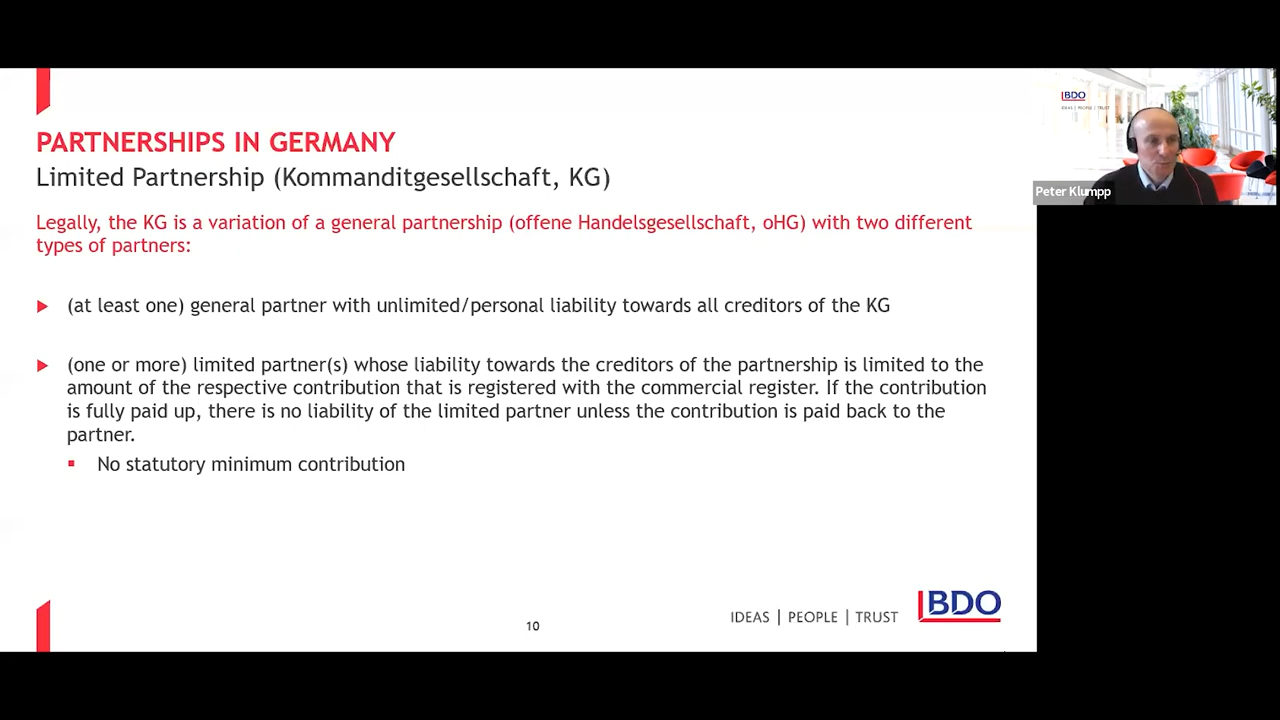 PARTNERSHIPS IN GERMANY
Limited Partnership (Kommanditgesellschaft, KG)
Legally, the KG is a variation of a general partnership (offene Handelsgesellschaft, oHG) with two different
types of partners:
(at least one) general partner with unlimited/personal liability towards all creditors of the KG
(one or more) limited partner(s) whose liability towards the creditors of the partnership is limited to the
amount of the respective contribution that is registered with the commercial register. If the contribution
is fully paid up, there is no liability of the limited partner unless the contribution is paid back to the
partner.
No statutory minimum contribution
10
IDEAS | PEOPLE | TRUST
BDO
BDO
IDEAS | PEOPLE | TRUST
Peter Klumpp